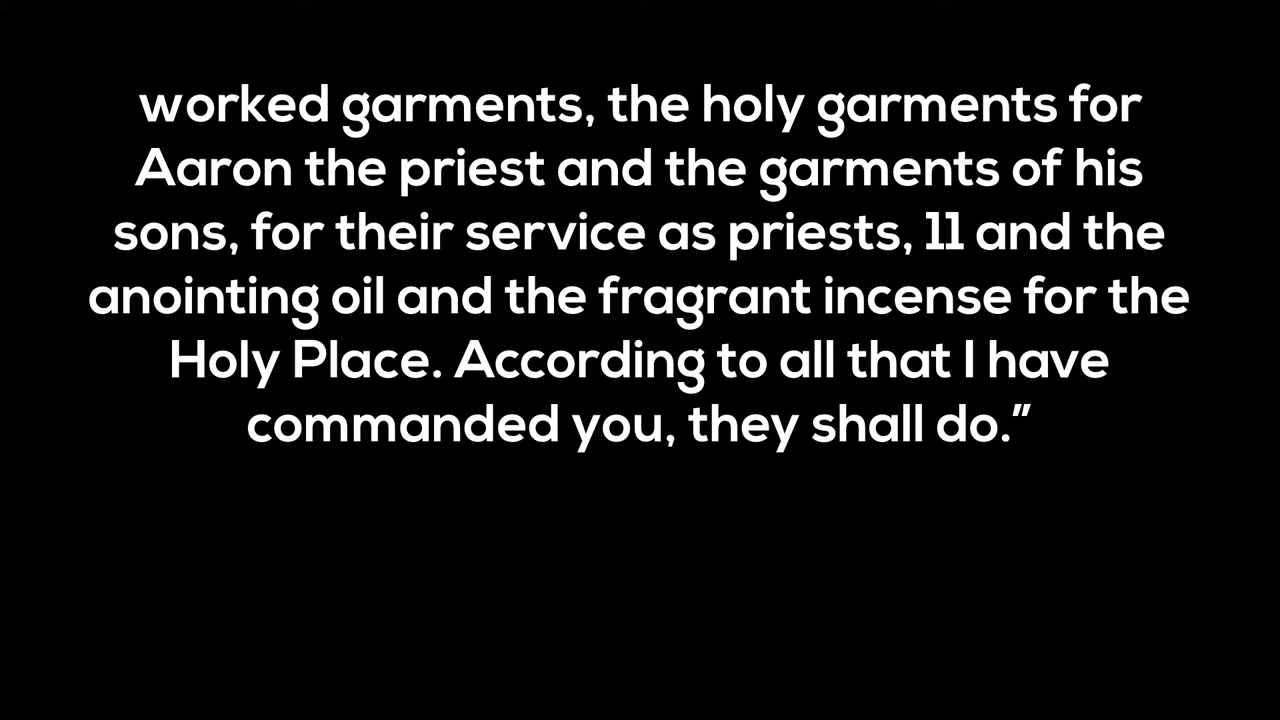 worked garments, the holy garments for
Aaron the priest and the garments of his
sons, for their service as priests, 11 and the
anointing oil and the fragrant incense for the
Holy Place. According to all that I have
commanded you, they shall do.”